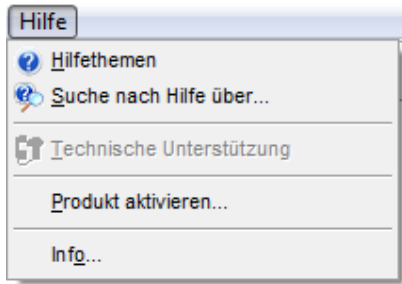 Hilfe
Hilfethemen
Suche nach Hilfe über...
Technische Unterstützung
Produkt aktivieren...
Info...